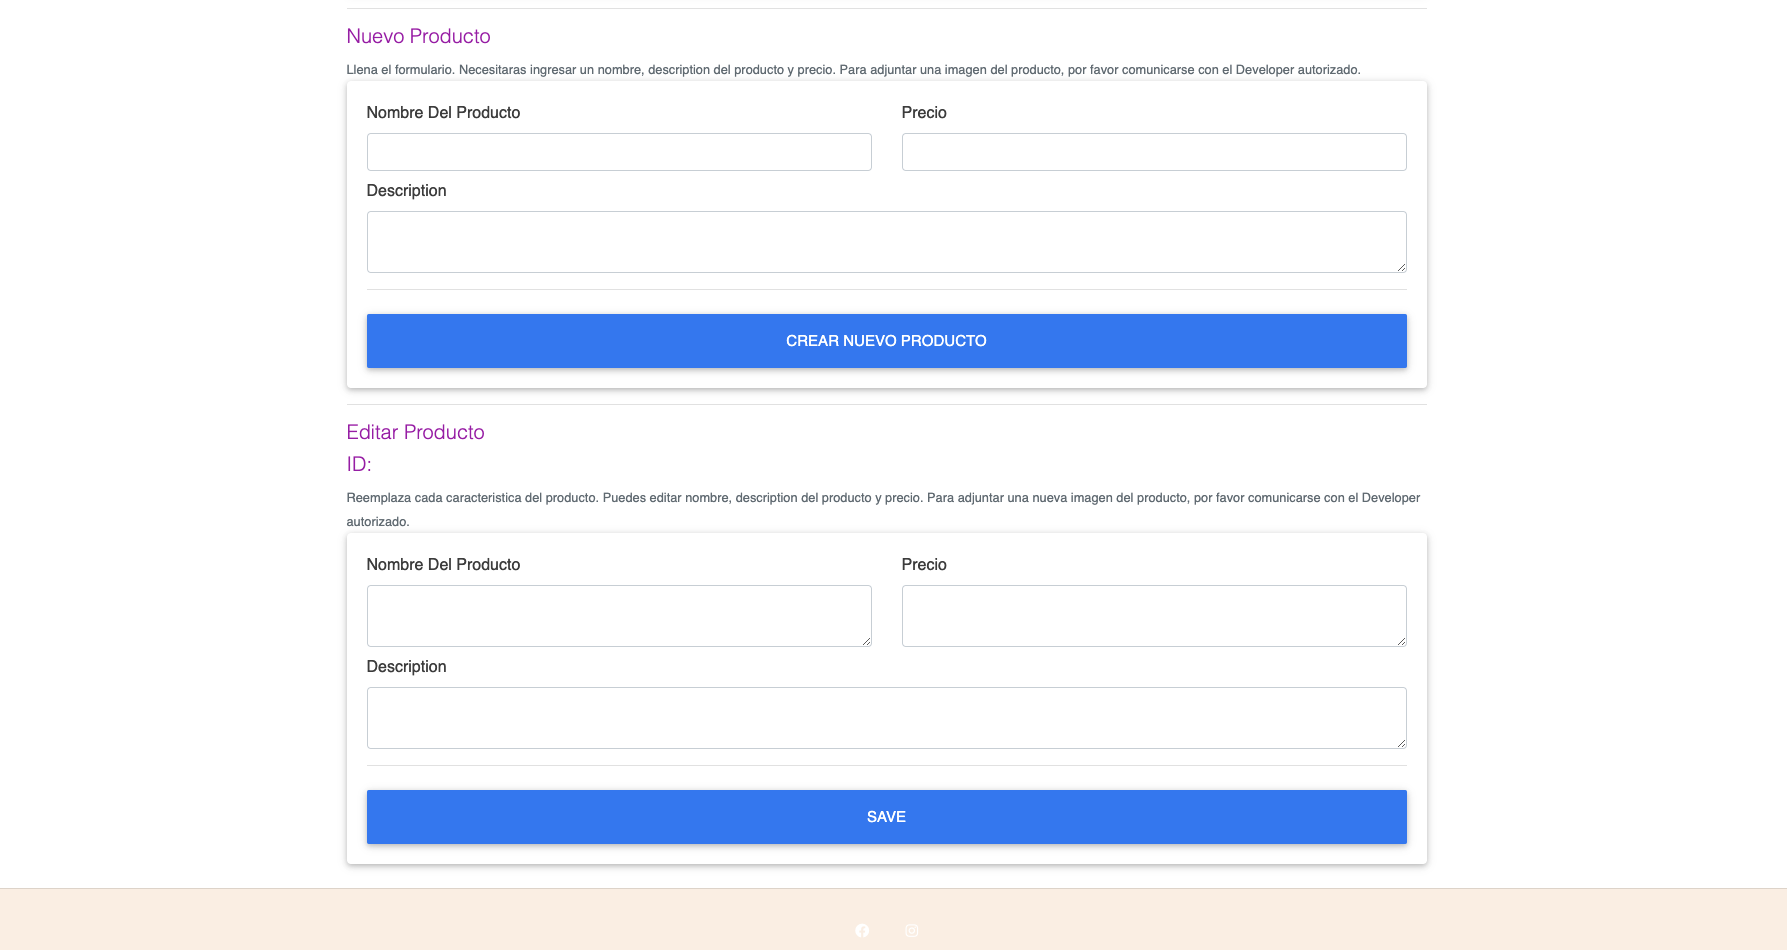 Nuevo Producto
Llena el formulario. Necesitaras ingresar un nombre, description del producto y precio. Para adjuntar una imagen del producto, por favor comunicarse con el Developer autorizado.
Nombre Del Producto
Precio
Description
CREAR NUEVO PRODUCTO
Editar Producto
ID:
Reemplaza cada caracteristica del producto. Puedes editar nombre, description del producto y precio. Para adjuntar una nueva imagen del producto, por favor comunicarse con el Developer
autorizado.
Nombre Del Producto
Precio
Description
SAVE